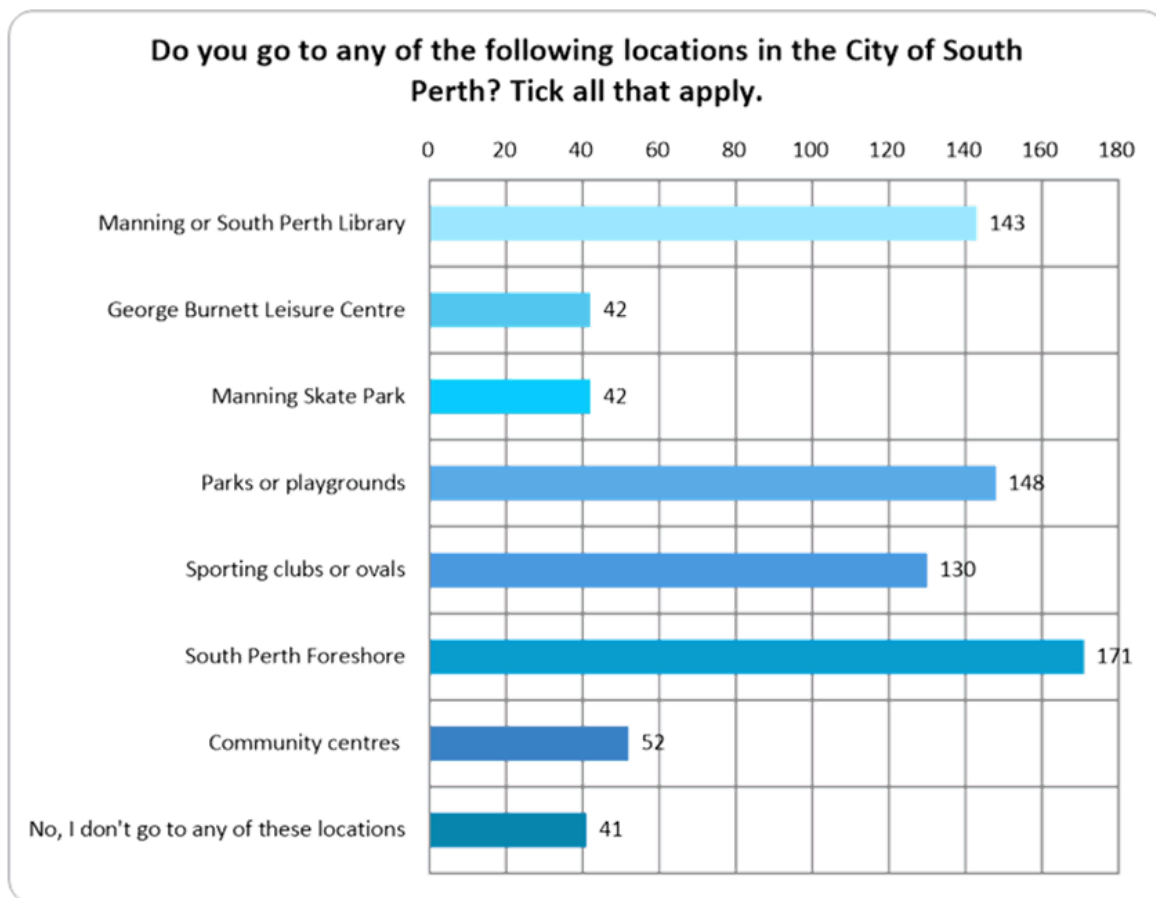 Do you go to any of the following locations in the City of South
Perth? Tick all that apply.
0 20 40 60 80 100 120 140 160 180
Manning or South Perth Library 143
George Burnett Leisure Centre 42
Manning Skate Park 42
Parks or playgrounds 148
Sporting clubs or ovals 130
South Perth Foreshore 171
Community centres 52
No, I don't go to any of these locations 41